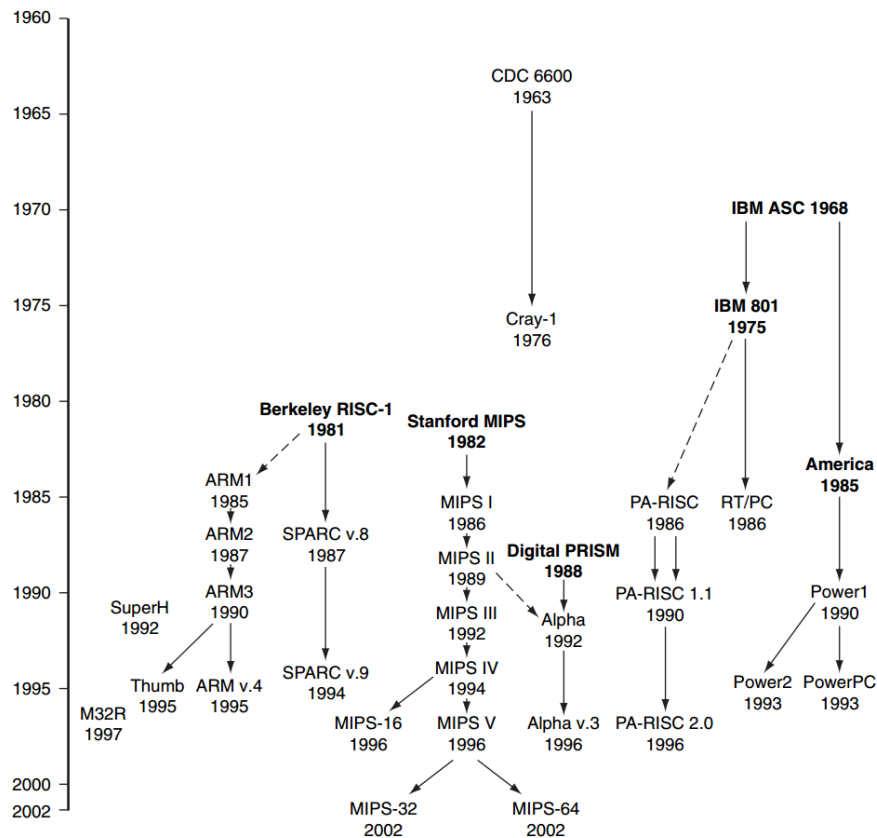 1960
CDC 6600
1963
1965
1970
IBM ASC 1968
1975
IBM 801
1975
Cray-1
1976
1980
Berkeley RISC-1
1981
Stanford MIPS
1982
America
1985
ARM1
1985
1985
MIPS I
1986
PA-RISC
1986
RT/PC
1986
ARM2
1987
SPARC v.8
1987
MIPS II
1989
Digital PRISM
1988
1990
ARM3
1990
PA-RISC 1.1
1990
Power1
1990
SuperH
1992
MIPS III
1992
Alpha
1992
MIPS IV
1994
SPARC v.9
1994
1995
Thumb
1995
ARM v.4
1995
Power2
1993
PowerPC
1993
M32R
1997
MIPS-16
1996
MIPS V
1996
Alpha v.3
1996
PA-RISC 2.0
1996
2000
2002
MIPS-32
2002
MIPS-64
2002